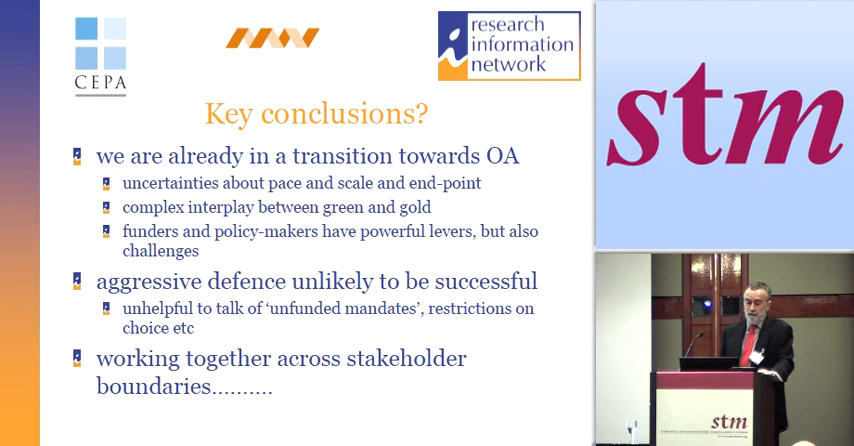 CEPA
research
information
network
Key conclusions?
we are already in a transition towards OA
uncertainties about pace and scale and end-point
complex interplay between green and gold
funders and policy-makers have powerful levers, but also
challenges
aggressive defence unlikely to be successful
unhelpful to talk of ‘unfunded mandates’, restrictions on
choice etc
working together across stakeholder
boundaries..........
stm
stm